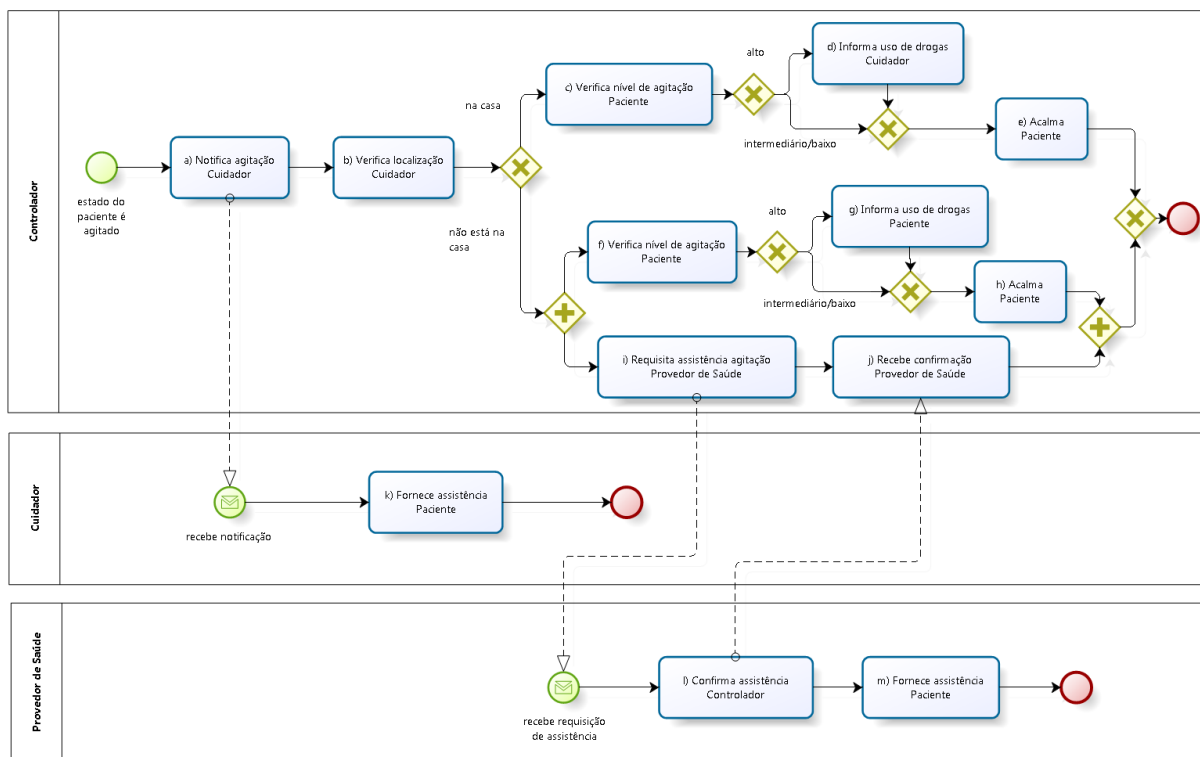 Controlador
estado do
paciente é
agitado
a) Notifica agitação
Cuidador
b) Verifica localização
Cuidador
na casa
não está na
casa
c) Verifica nível de agitação
Paciente
alto
intermediário/baixo
d) Informa uso de drogas
Cuidador
e) Acalma
Paciente
f) Verifica nível de agitação
Paciente
alto
intermediário/baixo
g) Informa uso de drogas
Paciente
h) Acalma
Paciente
i) Requisita assistência agitação
Provedor de Saúde
j) Recebe confirmação
Provedor de Saúde
Cuidador
recebe notificação
k) Fornece assistência
Paciente
Provedor de Saúde
recebe requisição
de assistência
l) Confirma assistência
Controlador
m) Fornece assistência
Paciente